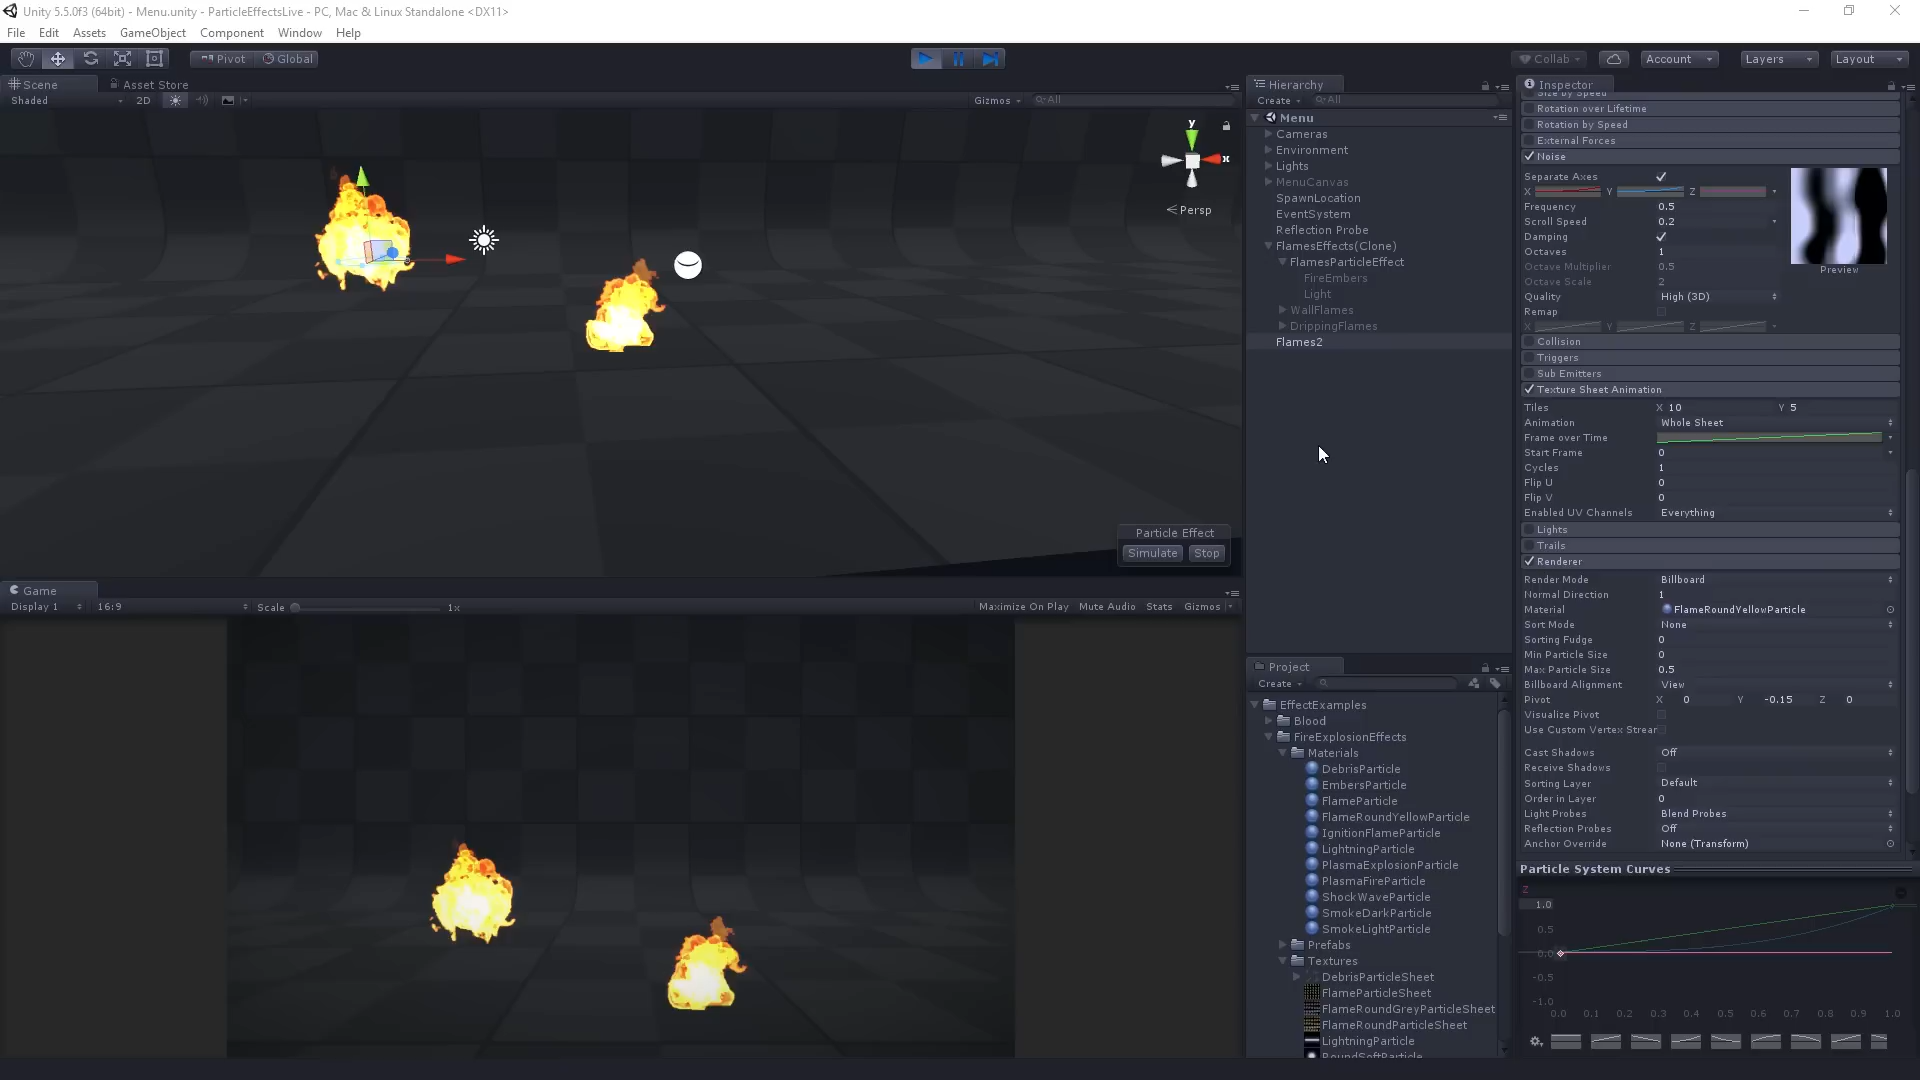 Unity 5.5.0f3 (64bit) - Menu.unity - ParticleEffectsLive - PC, Mac & Linux Standalone <DX11>
File Edit Assets GameObject Component Window Help
Pivot Global Collab Account Layers Layout
Scene Asset Store
Shaded 2D Gizmos All
y
x
Persp
Particle Effect
Simulate Stop
Game
Display 1 16:9 Scale 1x Maximize On Play Mute Audio Stats Gizmos
Hierarchy
Create All
Menu
Cameras
Environment
Lights
MenuCanvas
SpawnLocation
EventSystem
Reflection Probe
FlamesEffects(Clone)
FlamesParticleEffect
FireEmbers
Light
WallFlames
DrippingFlames
Flames2
Project
Create
EffectExamples
Blood
FireExplosionEffects
Materials
DebrisParticle
EmbersParticle
FlameParticle
FlameRoundYellowParticle
IgnitionFlameParticle
LightningParticle
PlasmaExplosionParticle
PlasmaFireParticle
ShockWaveParticle
SmokeDarkParticle
SmokeLightParticle
Prefabs
Textures
DebrisParticleSheet
FlameParticleSheet
FlameRoundGreyParticleSheet
FlameRoundParticleSheet
LightningParticle
RoundSoftParticle
Inspector
Size by Speed
Rotation over Lifetime
Rotation by Speed
External Forces
Noise
Separate Axes
X Y Z
Frequency 0.5
Scroll Speed 0.2
Damping
Octaves 1
Octave Multiplier 0.5
Octave Scale 2
Quality High (3D)
Remap
X Y Z
Preview
Collision
Triggers
Sub Emitters
Texture Sheet Animation
Tiles X 10 Y 5
Animation Whole Sheet
Frame over Time
Start Frame 0
Cycles 1
Flip U 0
Flip V 0
Enabled UV Channels Everything
Lights
Trails
Renderer
Render Mode Billboard
Normal Direction 1
Material FlameRoundYellowParticle
Sort Mode None
Sorting Fudge 0
Min Particle Size 0
Max Particle Size 0.5
Billboard Alignment View
Pivot X 0 Y -0.15 Z 0
Visualize Pivot
Use Custom Vertex Strear
Cast Shadows Off
Receive Shadows
Sorting Layer Default
Order in Layer 0
Light Probes Blend Probes
Reflection Probes Off
Anchor Override None (Transform)
Particle System Curves
Z
1.0
0.5
0.0
-0.5
-1.0
0.0 0.1 0.2 0.3 0.4 0.5 0.6 0.7 0.8 0.9 1.0